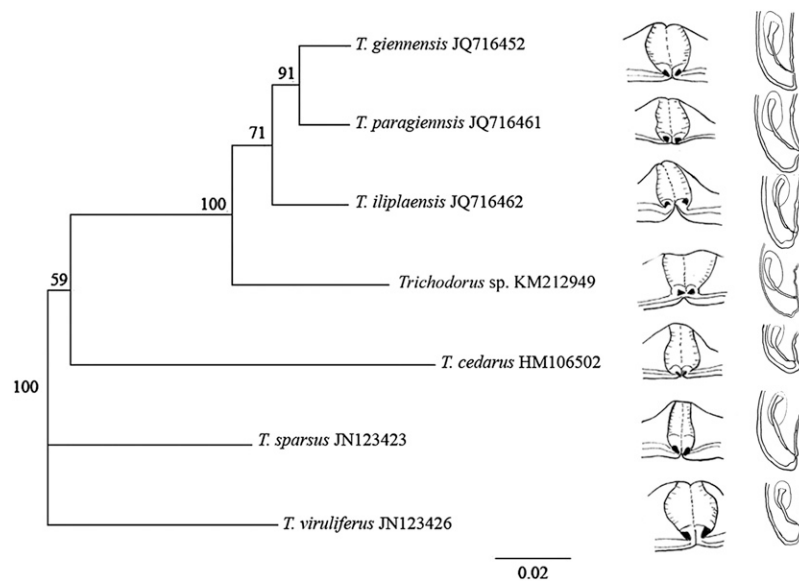 T. giennensis JQ716452
91
T. paragiennsis JQ716461
71
T. iliplaensis JQ716462
100
Trichodorus sp. KM212949
59
T. cedarus HM106502
100
T. sparsus JN123423
T. viruliferus JN123426
0.02